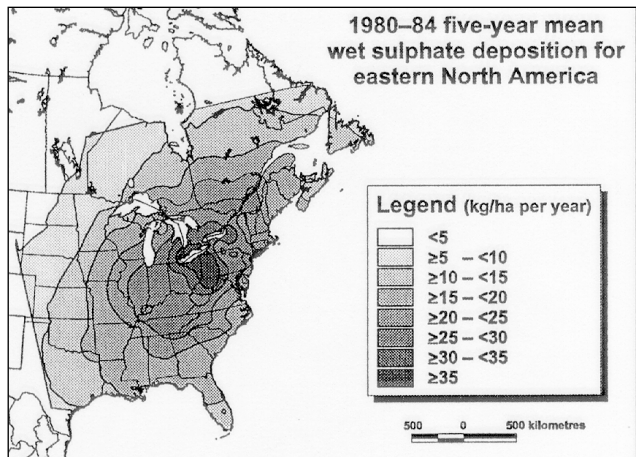 1980–84 five-year mean
wet sulphate deposition for
eastern North America
Legend (kg/ha per year)
<5
≥5 – <10
≥10 – <15
≥15 – <20
≥20 – <25
≥25 – <30
≥30 – <35
≥35
500 0 500 kilometres